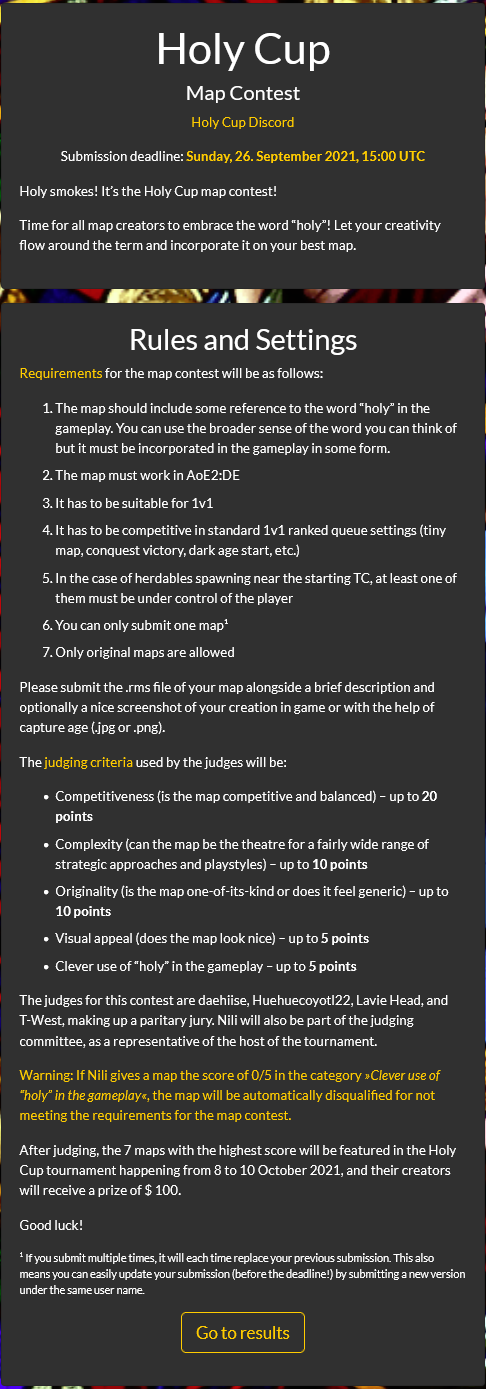 Holy Cup
Map Contest
Holy Cup Discord
Submission deadline: Sunday, 26. September 2021, 15:00 UTC
Holy smokes! It's the Holy Cup map contest!
Time for all map creators to embrace the word “holy”! Let your creativity
flow around the term and incorporate it on your best map.
Rules and Settings
Requirements for the map contest will be as follows:
1. The map should include some reference to the word “holy” in the
gameplay. You can use the broader sense of the word you can think of
but it must be incorporated in the gameplay in some form.
2. The map must work in AoE2:DE
3. It has to be suitable for 1v1
4. It has to be competitive in standard 1v1 ranked queue settings (tiny
map, conquest victory, dark age start, etc.)
5. In the case of herdables spawning near the starting TC, at least one of
them must be under control of the player
6. You can only submit one map¹
7. Only original maps are allowed
Please submit the .rms file of your map alongside a brief description and
optionally a nice screenshot of your creation in game or with the help of
capture age (.jpg or .png).
The judging criteria used by the judges will be:
• Competitiveness (is the map competitive and balanced) – up to 20
points
• Complexity (can the map be the theatre for a fairly wide range of
strategic approaches and playstyles) – up to 10 points
• Originality (is the map one-of-its-kind or does it feel generic) – up to
10 points
• Visual appeal (does the map look nice) – up to 5 points
• Clever use of “holy” in the gameplay – up to 5 points
The judges for this contest are daehiise, Huehuecoyotl22, Lavie Head, and
T-West, making up a paritary jury. Nili will also be part of the judging
committee, as a representative of the host of the tournament.
Warning: If Nili gives a map the score of 0/5 in the category »Clever use of
“holy” in the gameplay«, the map will be automatically disqualified for not
meeting the requirements for the map contest.
After judging, the 7 maps with the highest score will be featured in the Holy
Cup tournament happening from 8 to 10 October 2021, and their creators
will receive a prize of $ 100.
Good luck!
¹ If you submit multiple times, it will each time replace your previous submission. This also
means you can easily update your submission (before the deadline!) by submitting a new version
under the same user name.
Go to results